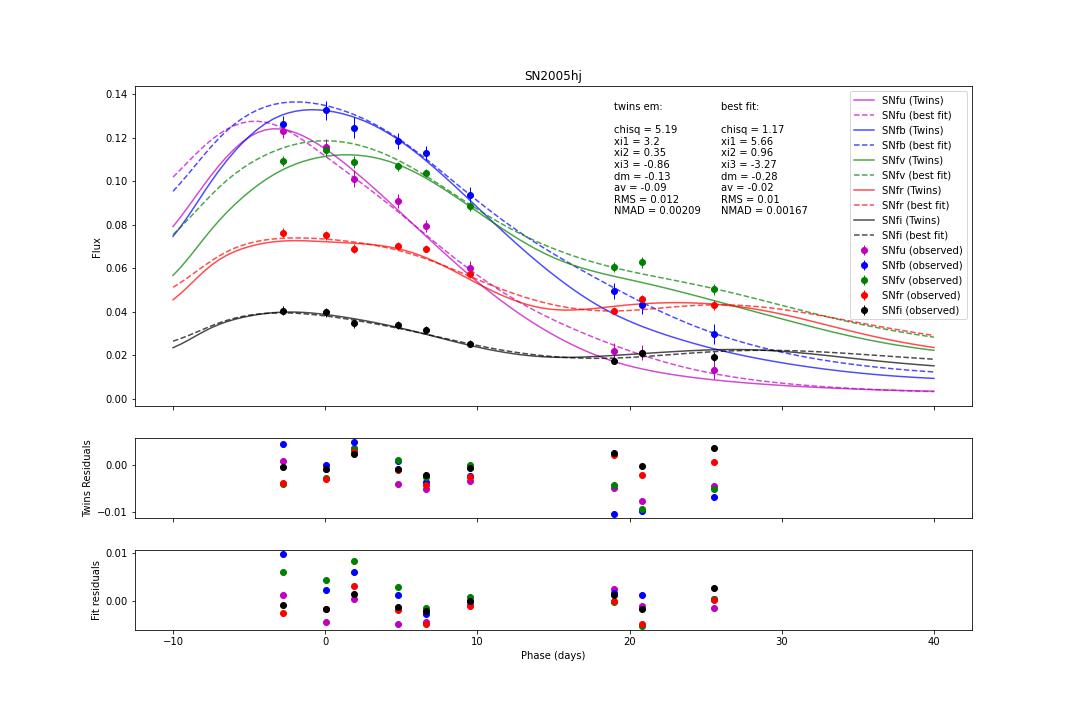 SN2005hj
0.14
0.12
0.10
0.08
0.06
0.04
0.02
0.00
Flux
twins em:
chisq = 5.19
xi1 = 3.2
xi2 = 0.35
xi3 = -0.86
dm = -0.13
av = -0.09
RMS = 0.012
NMAD = 0.00209
best fit:
chisq = 1.17
xi1 = 5.66
xi2 = 0.96
xi3 = -3.27
dm = -0.28
av = -0.02
RMS = 0.01
NMAD = 0.00167
SNfu (Twins)
SNfu (best fit)
SNfb (Twins)
SNfb (best fit)
SNfv (Twins)
SNfv (best fit)
SNfr (Twins)
SNfr (best fit)
SNfi (Twins)
SNfi (best fit)
SNfu (observed)
SNfb (observed)
SNfv (observed)
SNfr (observed)
SNfi (observed)
0.00
−0.01
Twins Residuals
0.01
0.00
Fit residuals
−10
0
10
20
30
40
Phase (days)